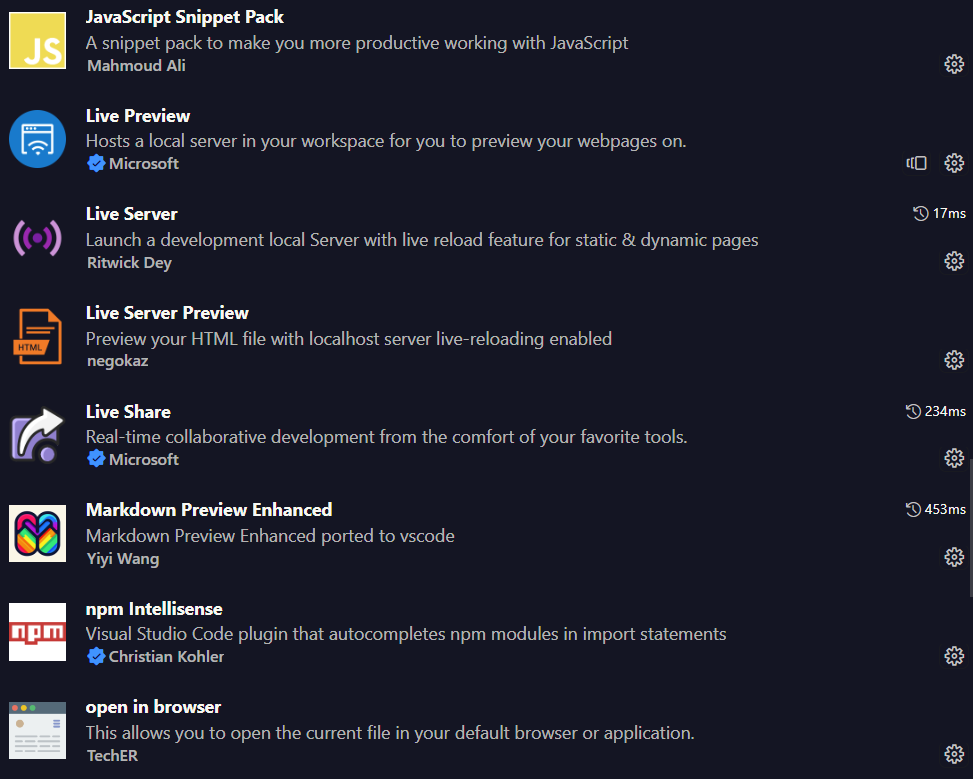 JavaScript Snippet Pack
JS
A snippet pack to make you more productive working with JavaScript
Mahmoud Ali
Live Preview
Hosts a local server in your workspace for you to preview your webpages on.
Microsoft
Live Server
17ms
Launch a development local Server with live reload feature for static & dynamic pages
Ritwick Dey
Live Server Preview
Preview your HTML file with localhost server live-reloading enabled
HTML
negokaz
Live Share
234ms
Real-time collaborative development from the comfort of your favorite tools.
Microsoft
Markdown Preview Enhanced
453ms
Markdown Preview Enhanced ported to vscode
Yiyi Wang
npm Intellisense
npm
Visual Studio Code plugin that autocompletes npm modules in import statements
Christian Kohler
open in browser
This allows you to open the current file in your default browser or application.
TechER